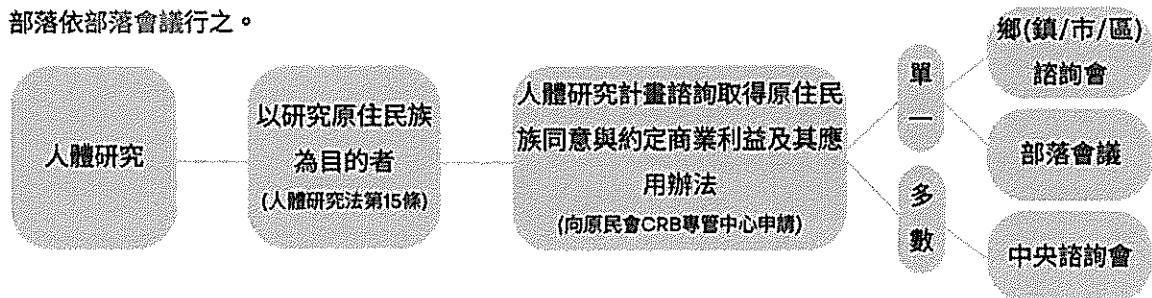 部落依部落會議行之。
人體研究
以研究原住民族
為目的者
(人體研究法第15條)
人體研究計畫諮詢取得原住民
族同意與約定商業利益及其應
用辦法
(向原民會CRB專管中心申請)
單
一
多
數
鄉(鎮/市/區)
諮詢會
部落會議
中央諮詢會